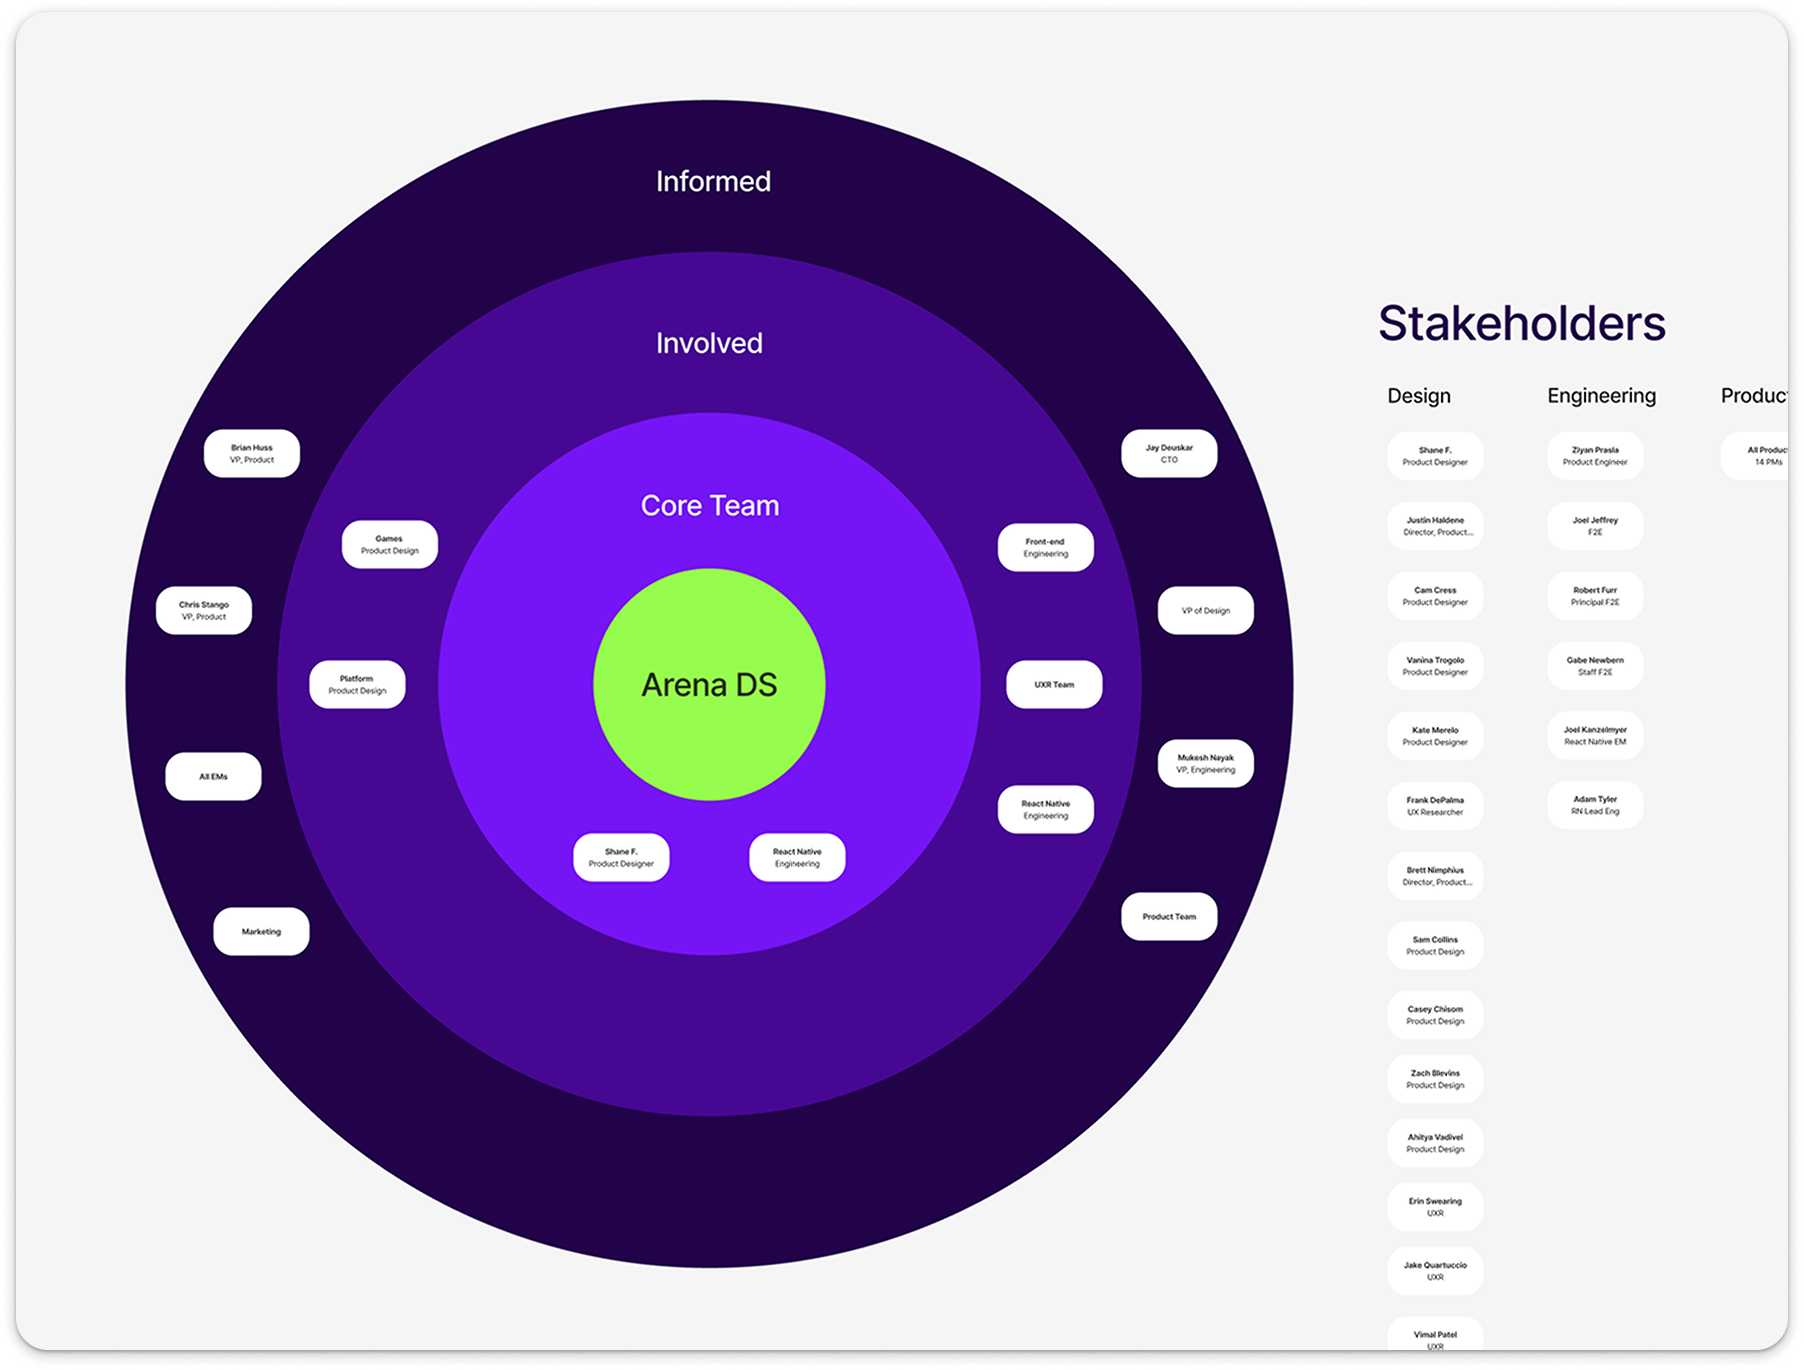 Informed
Involved
Core Team
Arena DS
Brian Huss
VP, Product
Chris Stango
VP, Product
All EMs
Marketing
Games
Product Design
Platform
Product Design
Shane F.
Product Designer
React Native
Engineering
Front-end
Engineering
UXR Team
React Native
Engineering
Jay Deuskar
CTO
VP of Design
Mukesh Nayak
VP, Engineering
Product Team
Stakeholders
Design
Shane F.
Product Designer
Justin Haldene
Director, Product...
Cam Cress
Product Designer
Vanina Trogolo
Product Designer
Kate Merelo
Product Designer
Frank DePalma
UX Researcher
Brett Nimphius
Director, Product...
Sam Collins
Product Design
Casey Chisom
Product Design
Zach Blevins
Product Design
Ahitya Vadivel
Product Design
Erin Swearing
UXR
Jake Quartuccio
UXR
Vimal Patel
UXR
Engineering
Ziyan Prasla
Product Engineer
Joel Jeffrey
F2E
Robert Furr
Principal F2E
Gabe Newbern
Staff F2E
Joel Kanzelmyer
React Native EM
Adam Tyler
RN Lead Eng
Product
All Produc
14 PMs